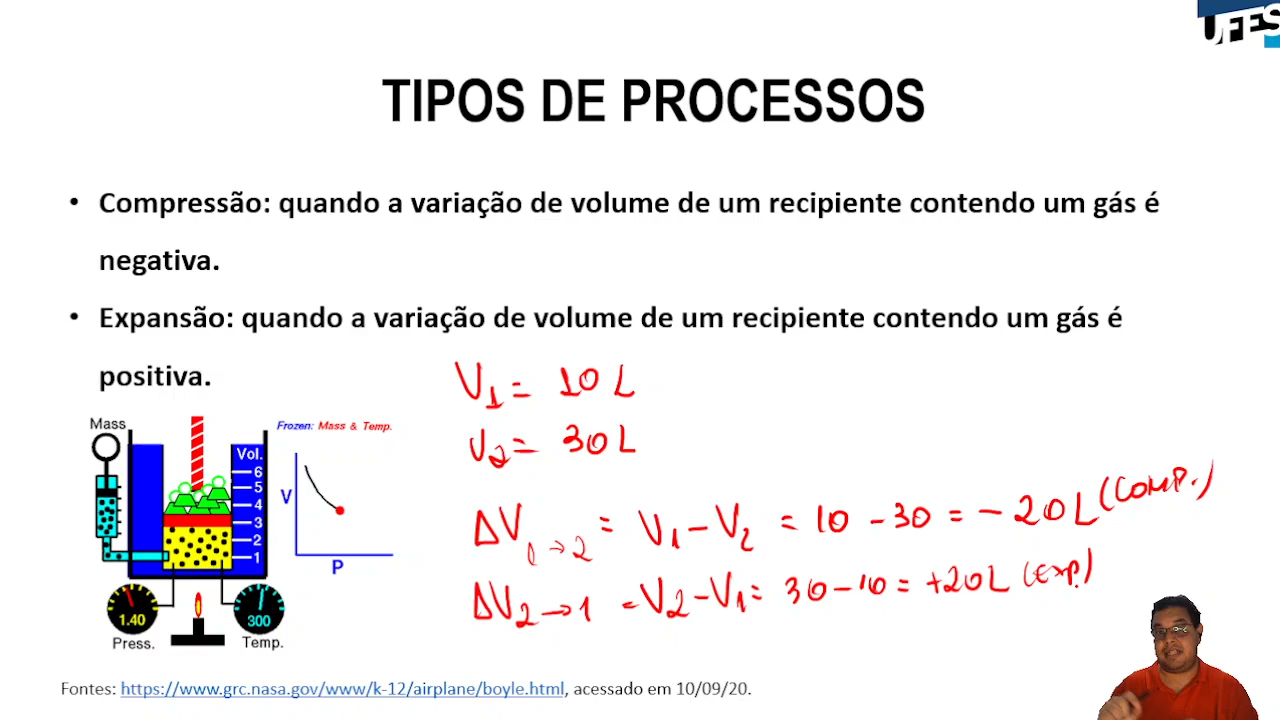 UFES
TIPOS DE PROCESSOS
• Compressão: quando a variação de volume de um recipiente contendo um gás é
negativa.
• Expansão: quando a variação de volume de um recipiente contendo um gás é
positiva.
V1 = 10 L
V2 = 30 L
ΔV1→2 = V1 - V2 = 10 - 30 = -20L (COMP.)
ΔV2→1 = V2 - V1 = 30 - 10 = +20L (EXP)
Mass
Frozen: Mass & Temp.
Vol.
6
5
4
3
2
1
V
P
1.40
300
Press.
Temp.
Fontes: https://www.grc.nasa.gov/www/k-12/airplane/boyle.html, acessado em 10/09/20.